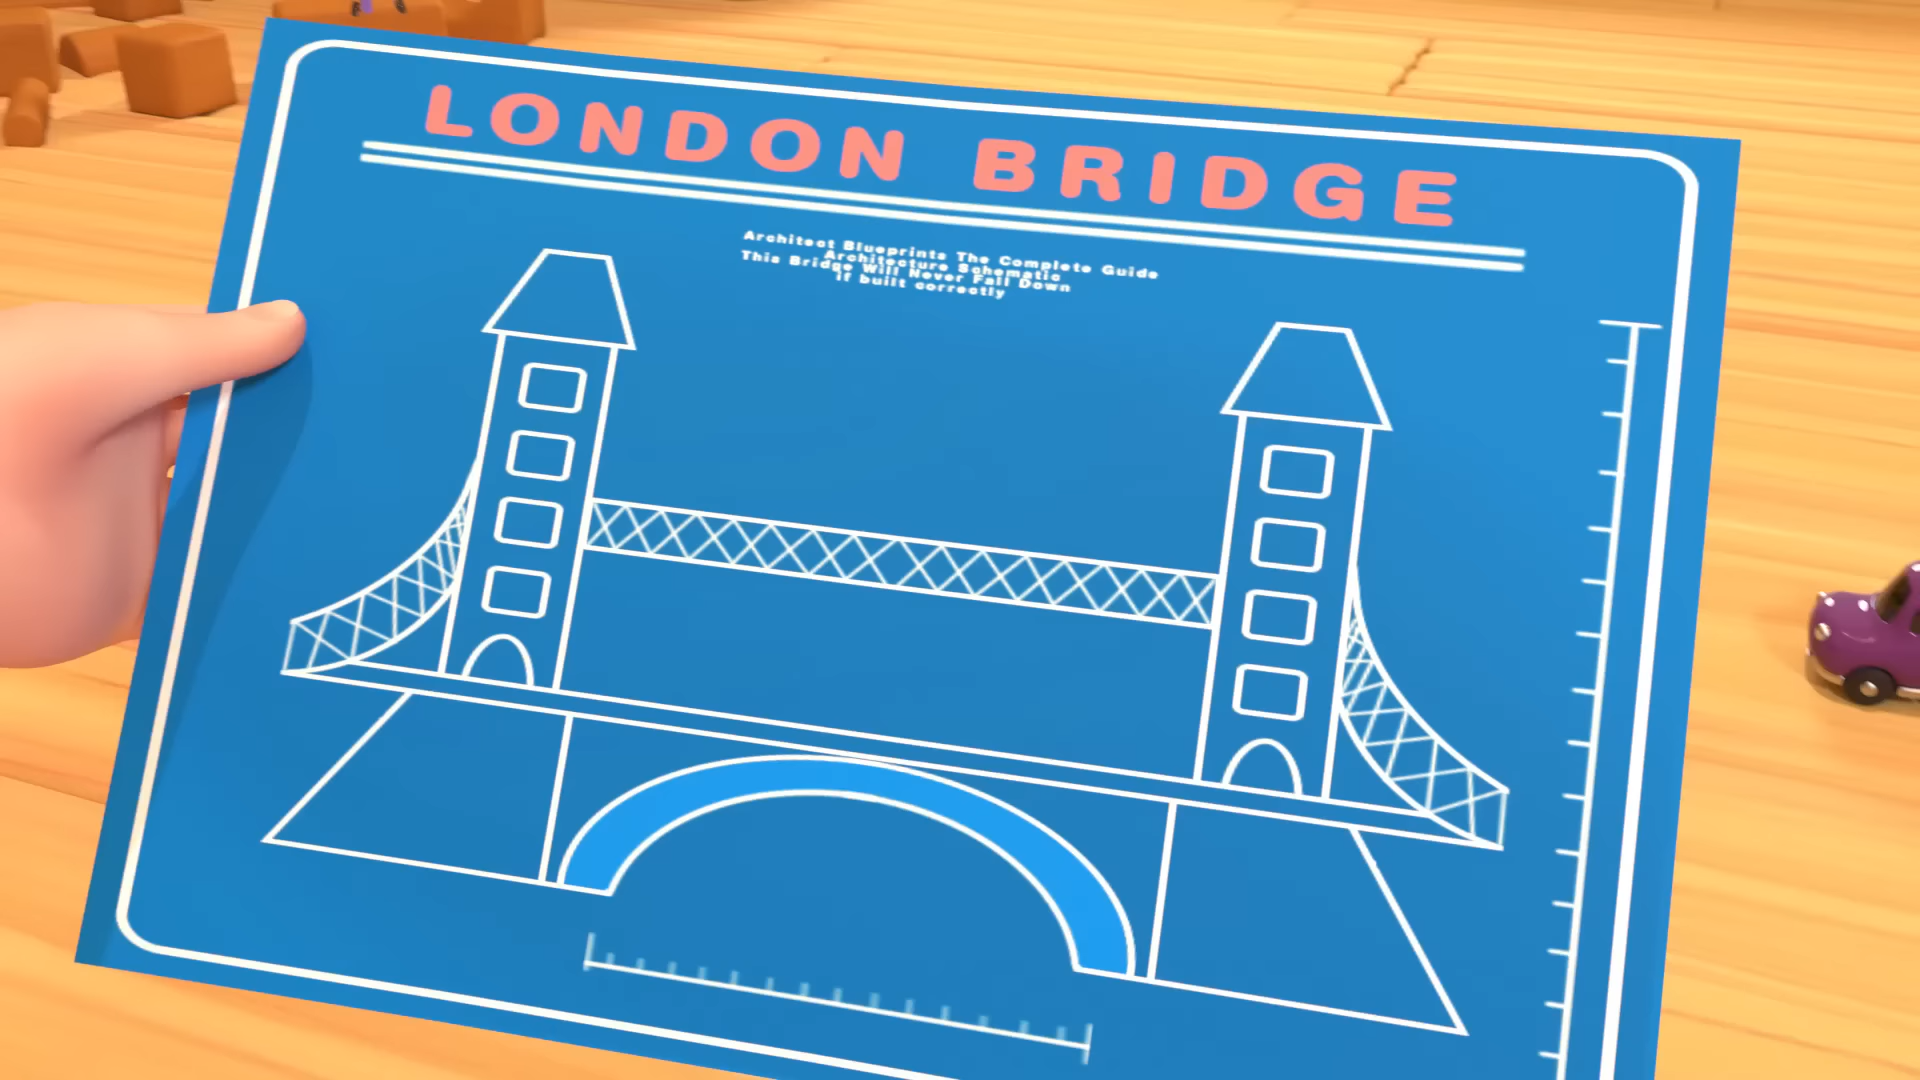 LONDON BRIDGE
Architect Blueprints The Complete Guide
Architecture Schematic
This Bridge Will Never Fall Down
if built correctly